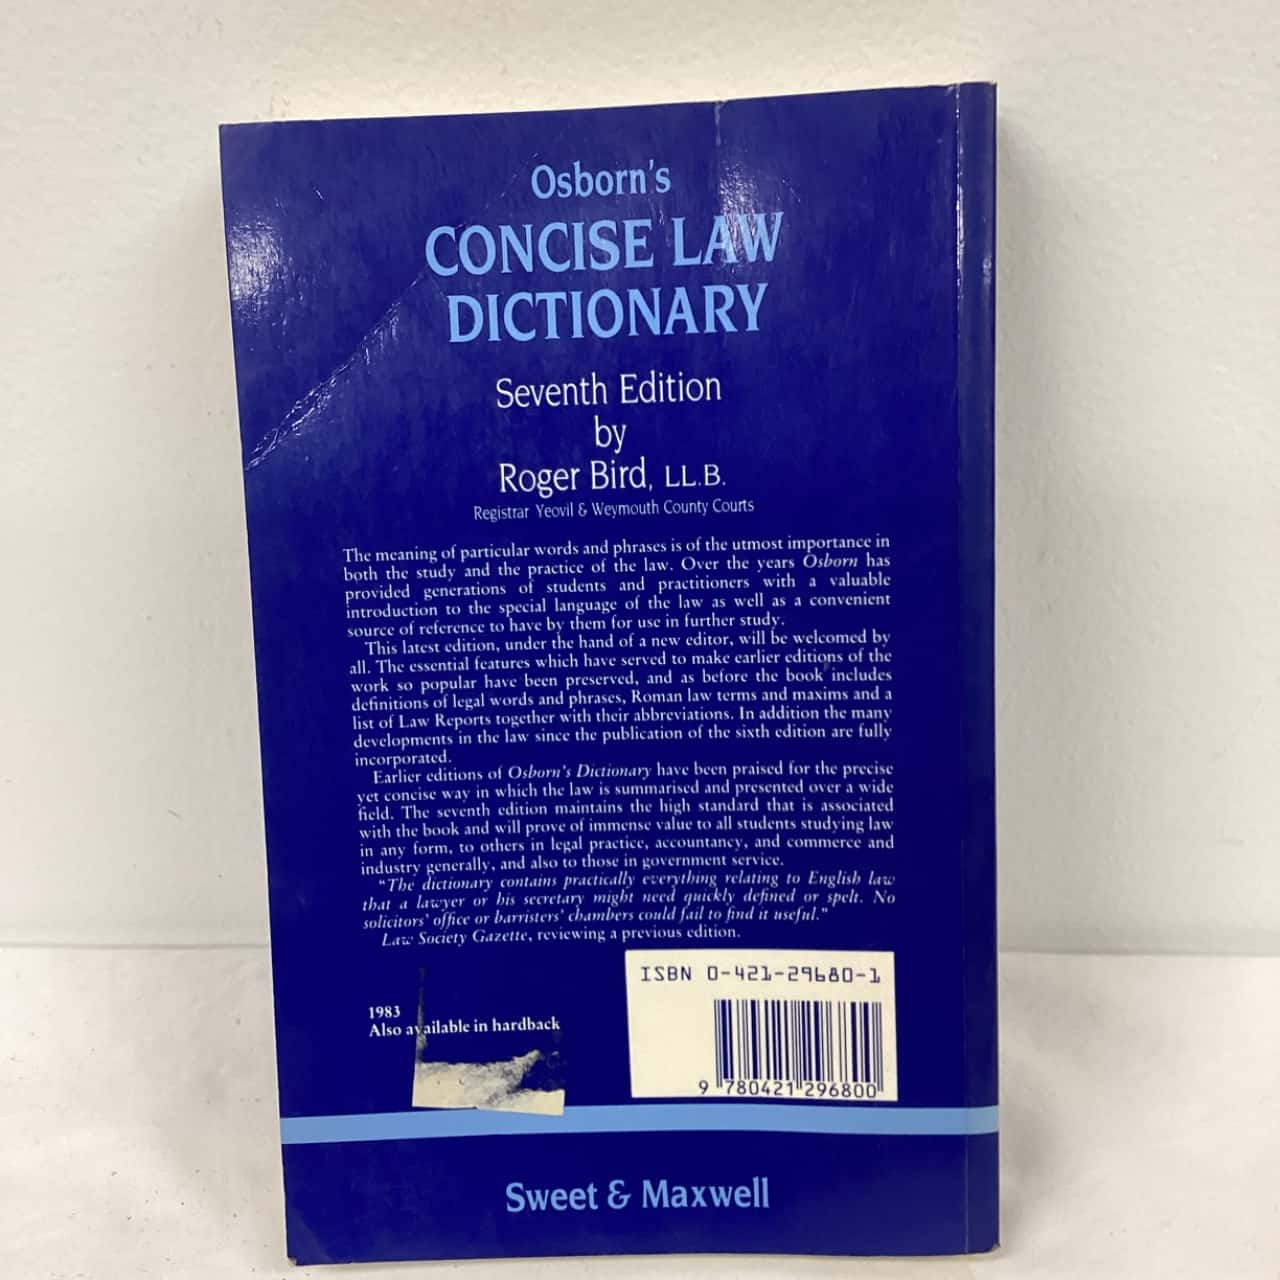 Osborn's
CONCISE LAW
DICTIONARY
Seventh Edition
by
Roger Bird, LL.B.
Registrar Yeovil & Weymouth County Courts
The meaning of particular words and phrases is of the utmost importance in
both the study and the practice of the law. Over the years Osborn has
provided generations of students and practitioners with a valuable
introduction to the special language of the law as well as a convenient
source of reference to have by them for use in further study.
This latest edition, under the hand of a new editor, will be welcomed by
all. The essential features which have served to make earlier editions of the
work so popular have been preserved, and as before the book includes
definitions of legal words and phrases, Roman law terms and maxims and a
list of Law Reports together with their abbreviations. In addition the many
developments in the law since the publication of the sixth edition are fully
incorporated.
Earlier editions of Osborn's Dictionary have been praised for the precise
yet concise way in which the law is summarised and presented over a wide
field. The seventh edition maintains the high standard that is associated
with the book and will prove of immense value to all students studying law
in any form, to others in legal practice, accountancy, and commerce and
industry generally, and also to those in government service.
"The dictionary contains practically everything relating to English law
that a lawyer or his secretary might need quickly defined or spelt. No
solicitors' office or barristers' chambers could fail to find it useful."
Law Society Gazette, reviewing a previous edition.
ISBN 0-421-29680-1
1983
Also available in hardback
9 780421 296800
Sweet & Maxwell